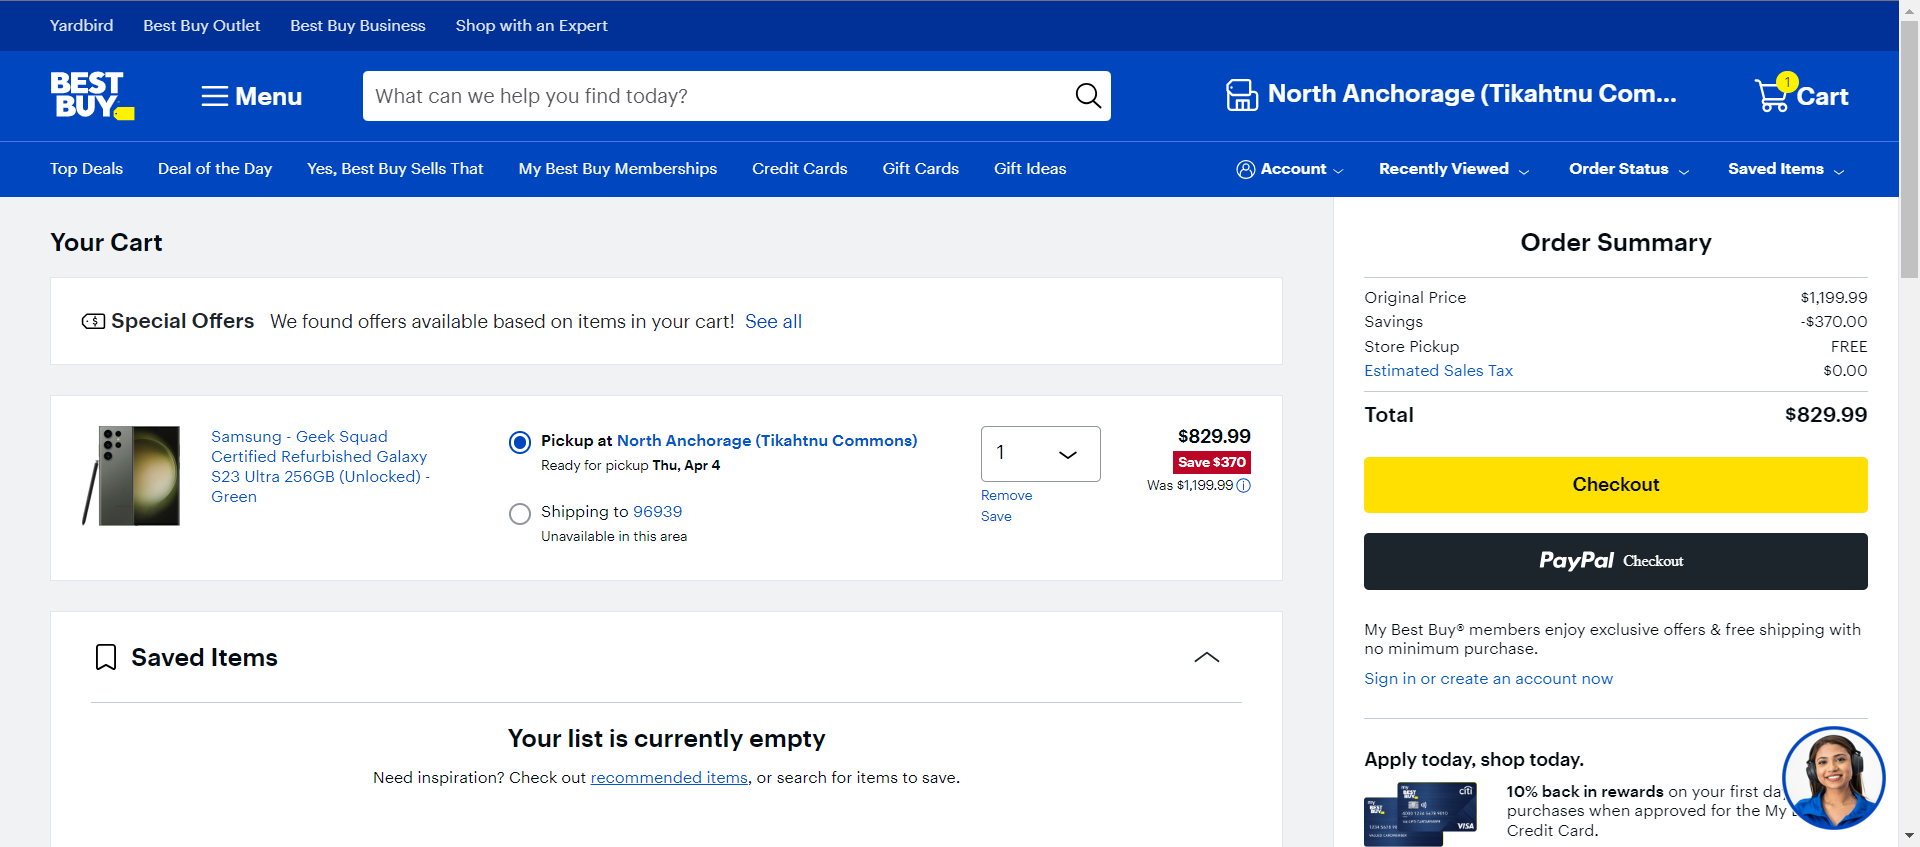 Yardbird Best Buy Outlet Best Buy Business Shop with an Expert
BEST BUY
Menu
What can we help you find today?
North Anchorage (Tikahtnu Com...
1
Cart
Top Deals Deal of the Day Yes, Best Buy Sells That My Best Buy Memberships Credit Cards Gift Cards Gift Ideas
Account Recently Viewed Order Status Saved Items
Your Cart
Special Offers We found offers available based on items in your cart! See all
Samsung - Geek Squad
Certified Refurbished Galaxy
S23 Ultra 256GB (Unlocked) -
Green
Pickup at North Anchorage (Tikahtnu Commons)
Ready for pickup Thu, Apr 4
Shipping to 96939
Unavailable in this area
1
Remove
Save
$829.99
Save $370
Was $1,199.99
Saved Items
Your list is currently empty
Need inspiration? Check out recommended items, or search for items to save.
Order Summary
Original Price $1,199.99
Savings -$370.00
Store Pickup FREE
Estimated Sales Tax $0.00
Total $829.99
Checkout
PayPal Checkout
My Best Buy® members enjoy exclusive offers & free shipping with
no minimum purchase.
Sign in or create an account now
Apply today, shop today.
my BEST BUY citi
VISA
10% back in rewards on your first
purchases when approved for the My
Credit Card.